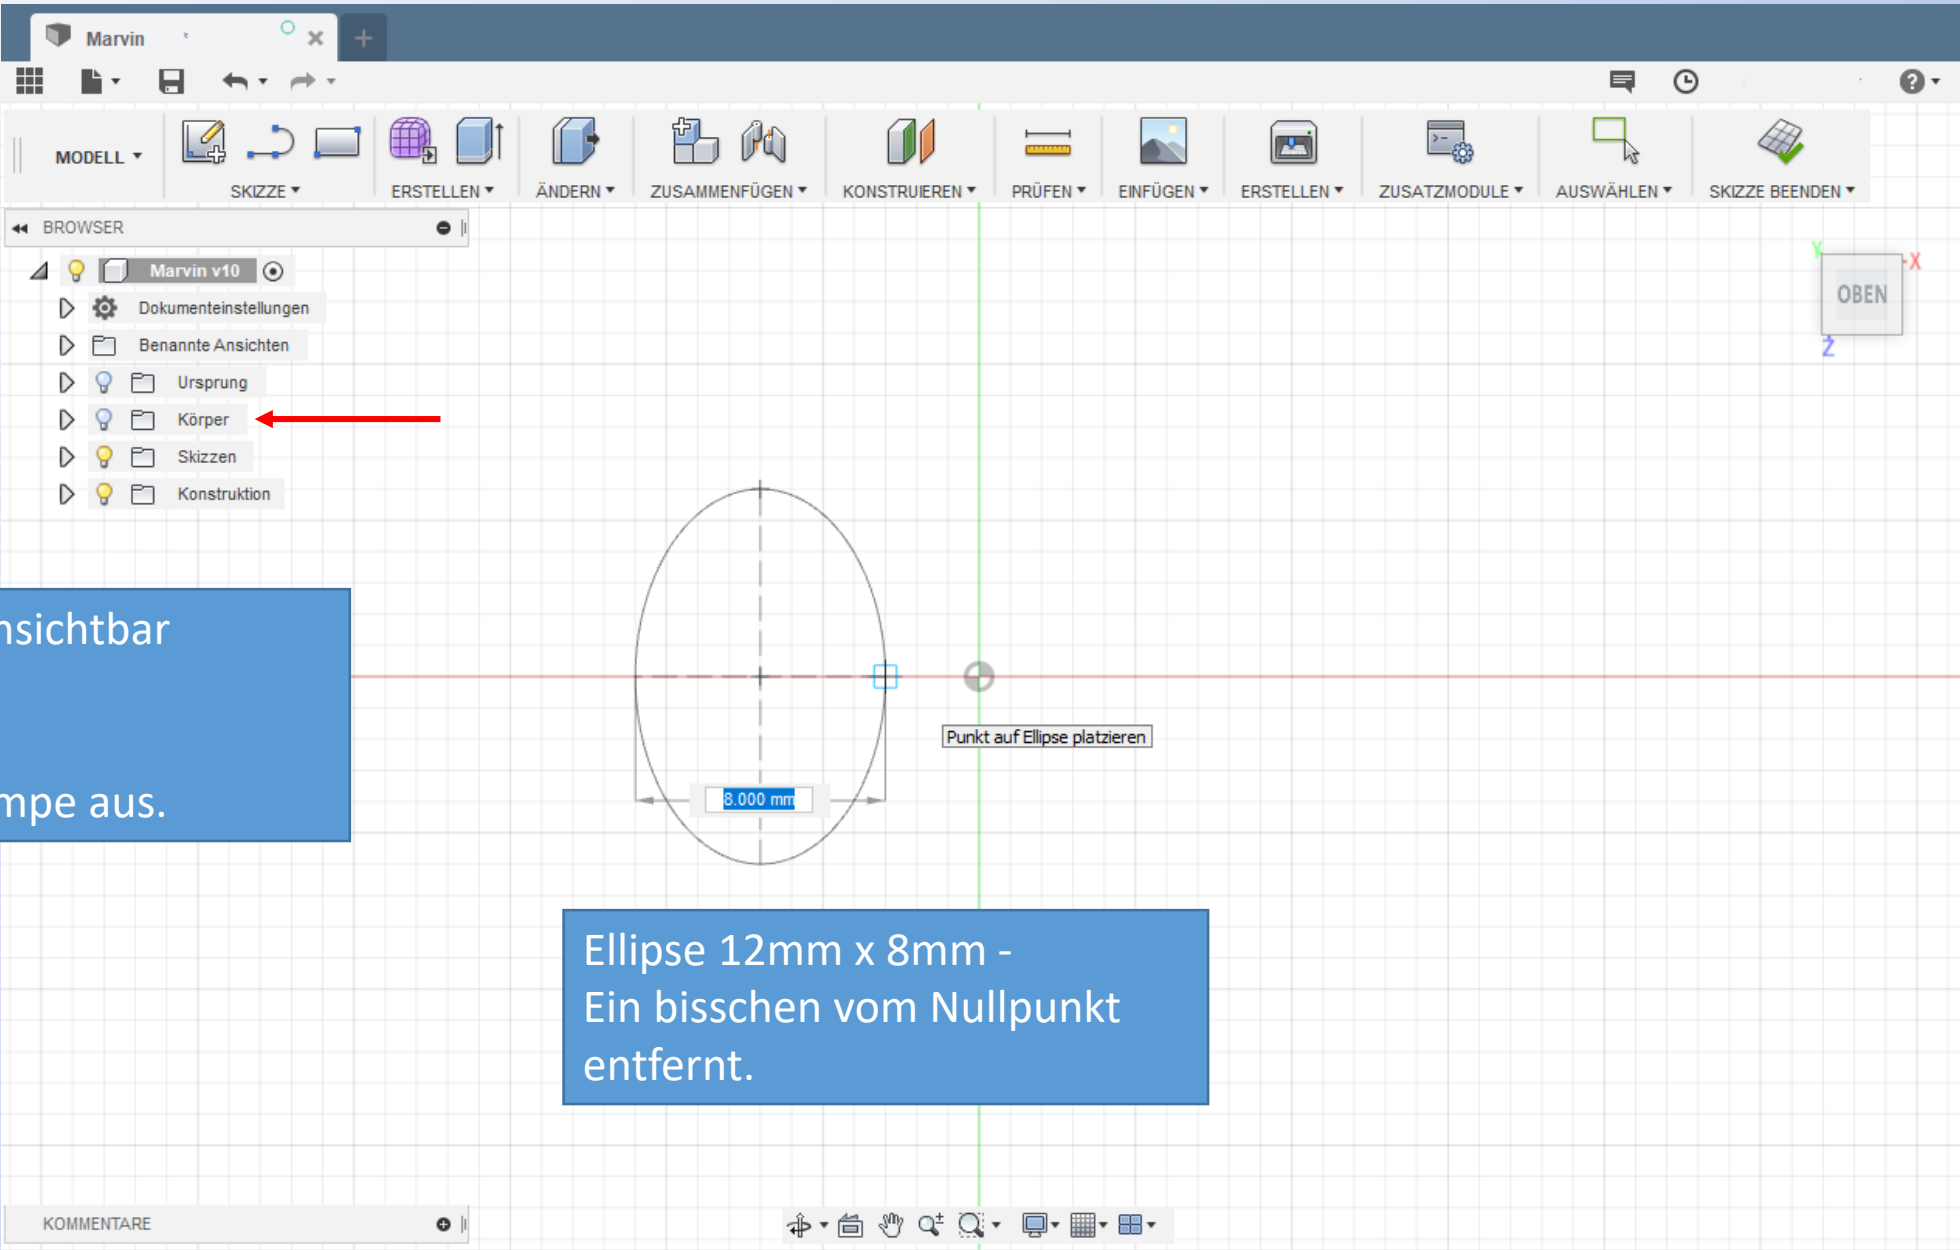 Marvin
MODELL
SKIZZE
ERSTELLEN
ÄNDERN
ZUSAMMENFÜGEN
KONSTRUIEREN
PRÜFEN
EINFÜGEN
ERSTELLEN
ZUSATZMODULE
AUSWÄHLEN
SKIZZE BEENDEN
BROWSER
Marvin v10
Dokumenteinstellungen
Benannte Ansichten
Ursprung
Körper
Skizzen
Konstruktion
Y
X
OBEN
Z
nsichtbar
mpe aus.
Punkt auf Ellipse platzieren
8.000 mm
Ellipse 12mm x 8mm -
Ein bisschen vom Nullpunkt
entfernt.
KOMMENTARE